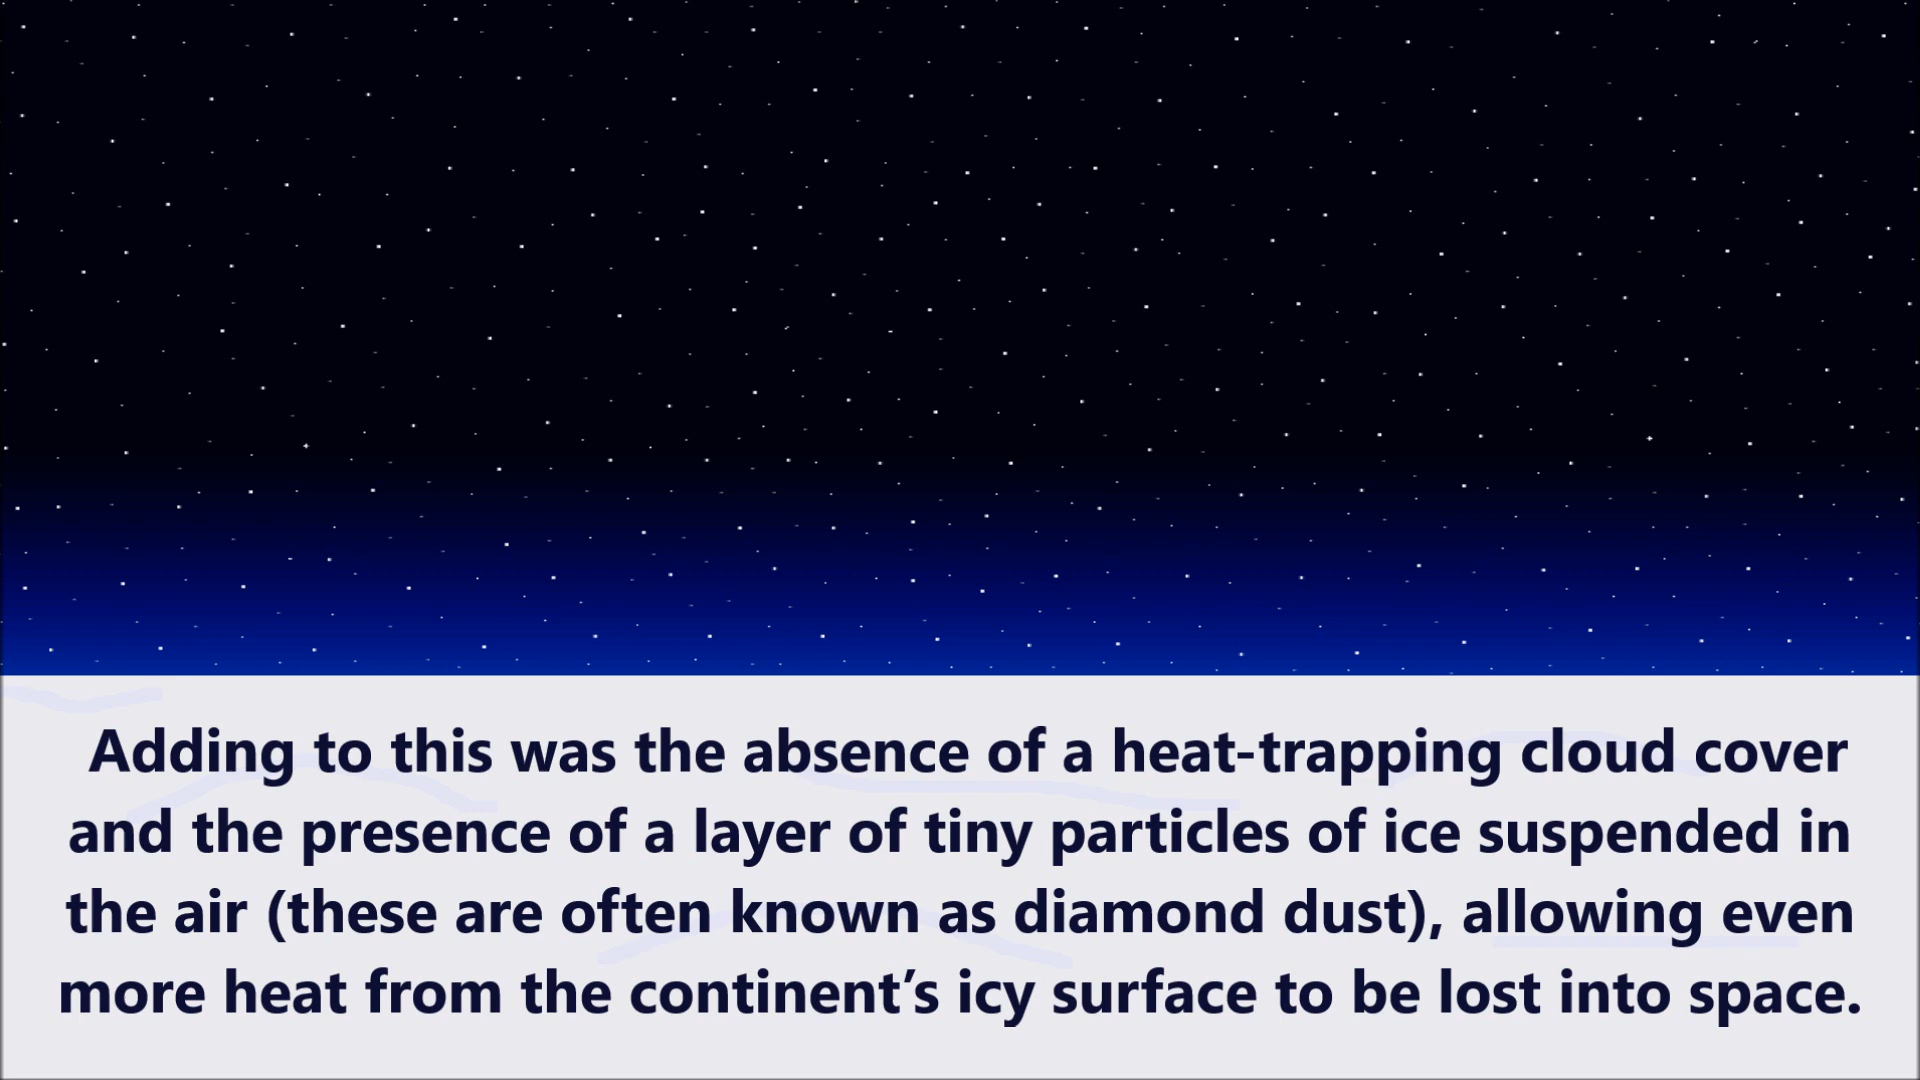 Adding to this was the absence of a heat-trapping cloud cover
and the presence of a layer of tiny particles of ice suspended in
the air (these are often known as diamond dust), allowing even
more heat from the continent’s icy surface to be lost into space.